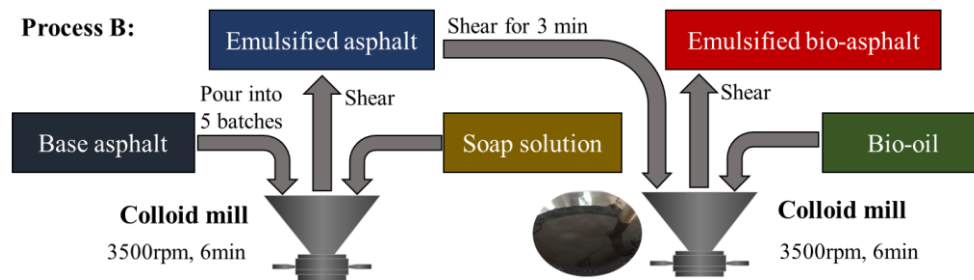 Process B:
Emulsified asphalt
Shear for 3 min
Emulsified bio-asphalt
Pour into
5 batches
Shear
Shear
Base asphalt
Soap solution
Bio-oil
Colloid mill
3500rpm, 6min
Colloid mill
3500rpm, 6min